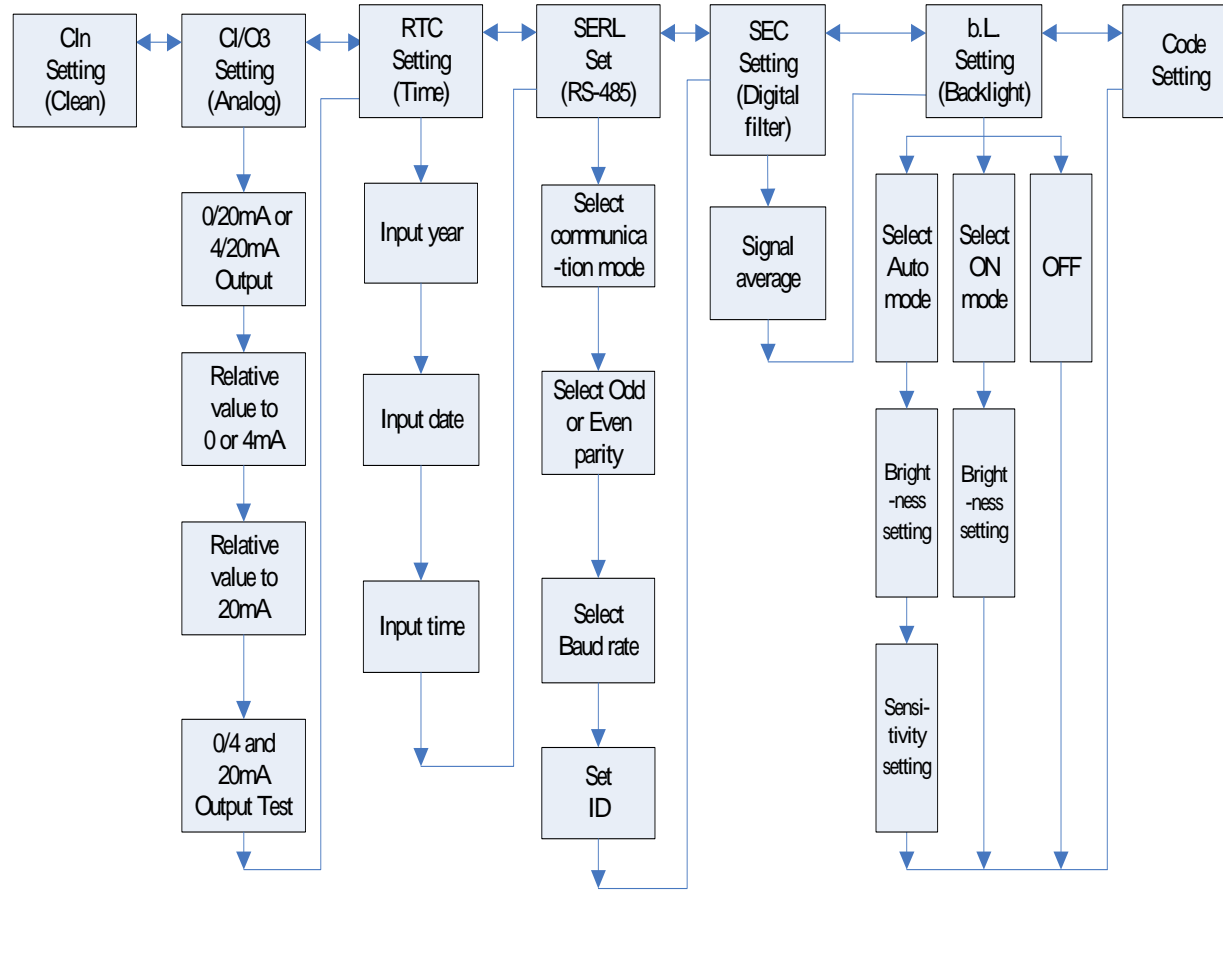 Cln
Setting
(Clean)
Cl/O3
Setting
(Analog)
RTC
Setting
(Time)
SERL
Set
(RS-485)
SEC
Setting
(Digital
filter)
b.L.
Setting
(Backlight)
Code
Setting
0/20mA or
4/20mA
Output
Relative
value to
0 or 4mA
Relative
value to
20mA
0/4 and
20mA
Output Test
Input year
Input date
Input time
Select
communica
-tion mode
Select Odd
or Even
parity
Select
Baud rate
Set
ID
Signal
average
Select
Auto
mode
Bright
-ness
setting
Sensi-
tivity
setting
Select
ON
mode
Bright
-ness
setting
OFF